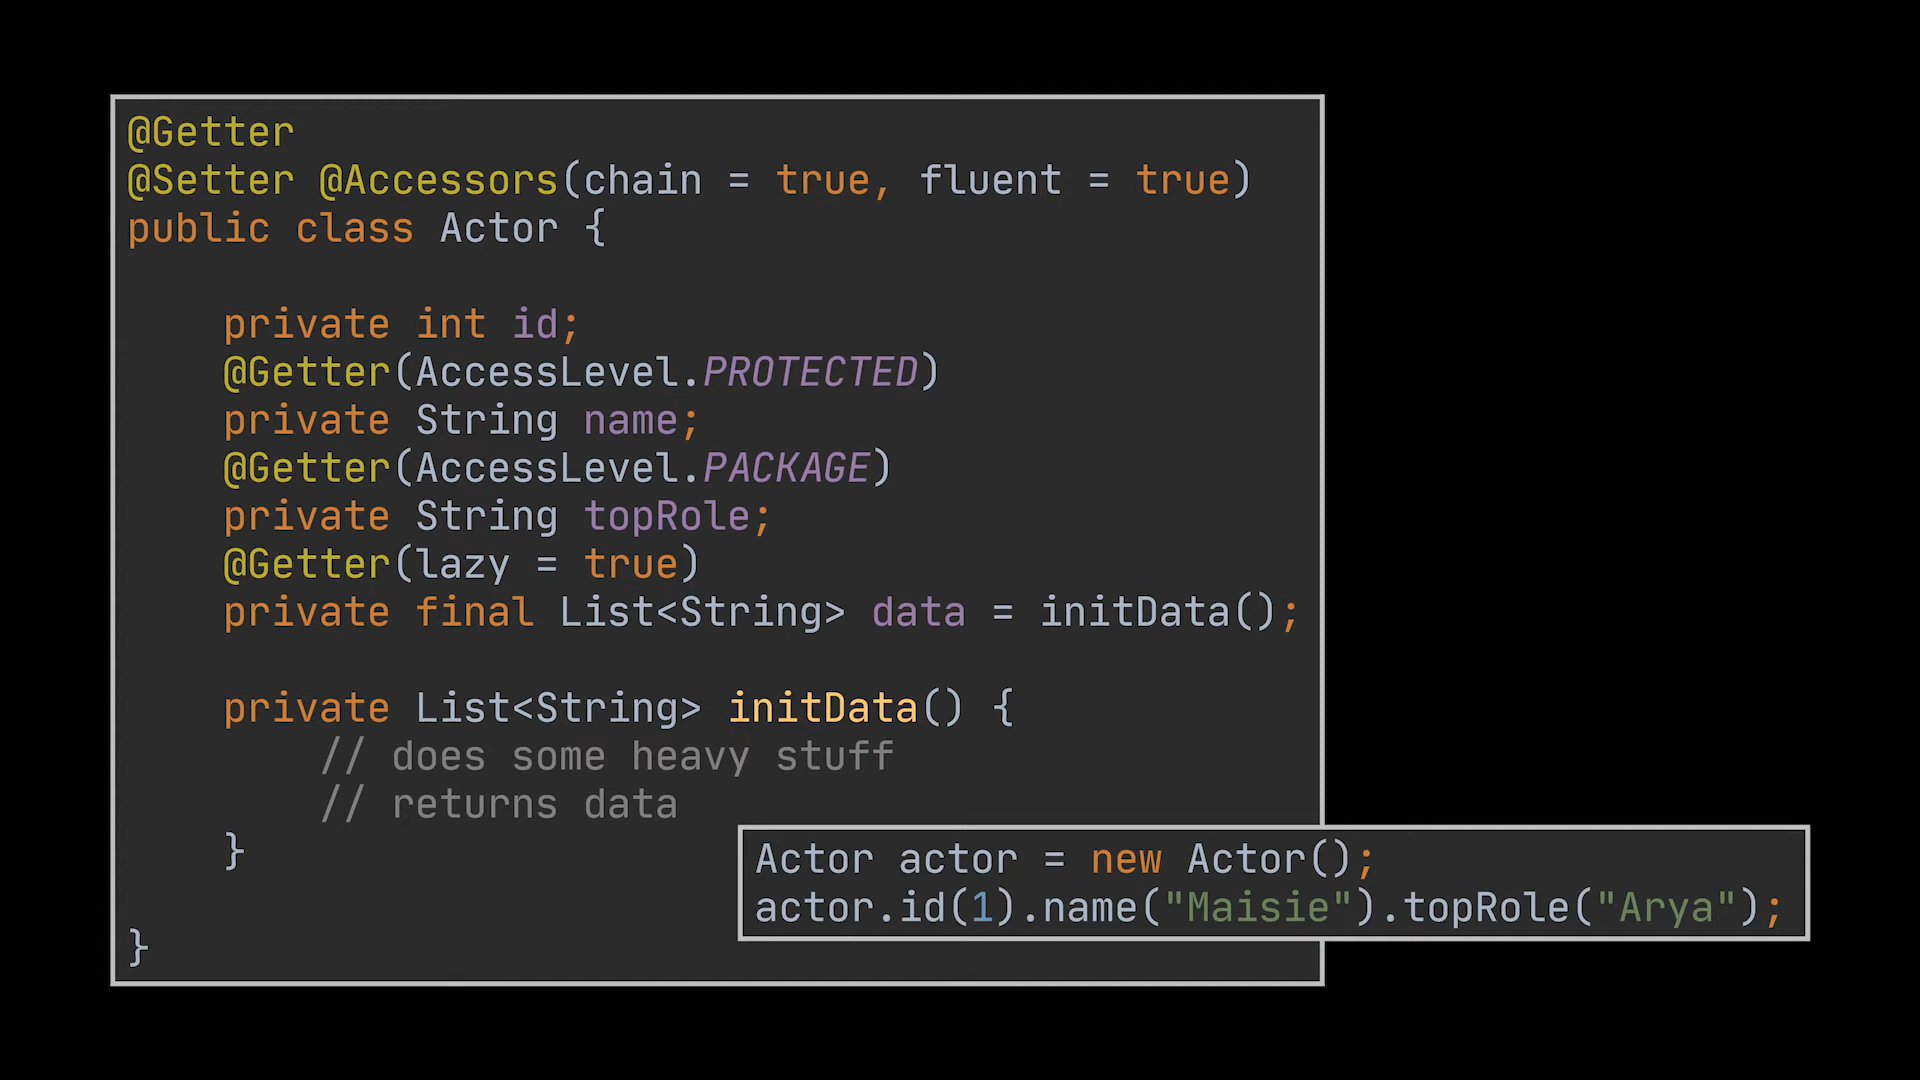 @Getter
@Setter @Accessors(chain = true, fluent = true)
public class Actor {
private int id;
@Getter(AccessLevel.PROTECTED)
private String name;
@Getter(AccessLevel.PACKAGE)
private String topRole;
@Getter(lazy = true)
private final List<String> data = initData();
private List<String> initData() {
// does some heavy stuff
// returns data
}
}
Actor actor = new Actor();
actor.id(1).name("Maisie").topRole("Arya");